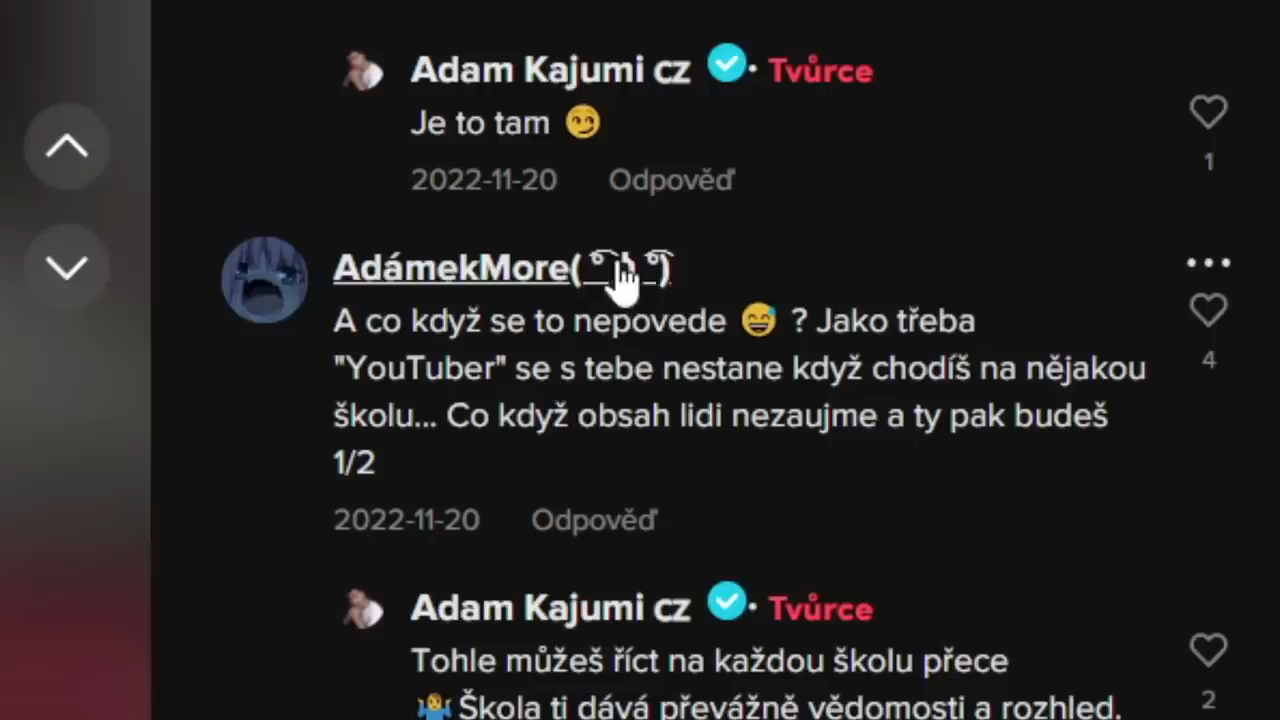 Adam Kajumi cz · Tvůrce
Je to tam 😏
1
2022-11-20 Odpověď
AdámekMore( ͡° ͜ʖ ͡°)
A co když se to nepovede 😅 ? Jako třeba
"YouTuber" se s tebe nestane když chodíš na nějakou
4
školu... Co když obsah lidi nezaujme a ty pak budeš
1/2
2022-11-20 Odpověď
Adam Kajumi cz · Tvůrce
Tohle můžeš říct na každou školu přece
🤷‍♂️Škola ti dává převážně vědomosti a rozhled.
2